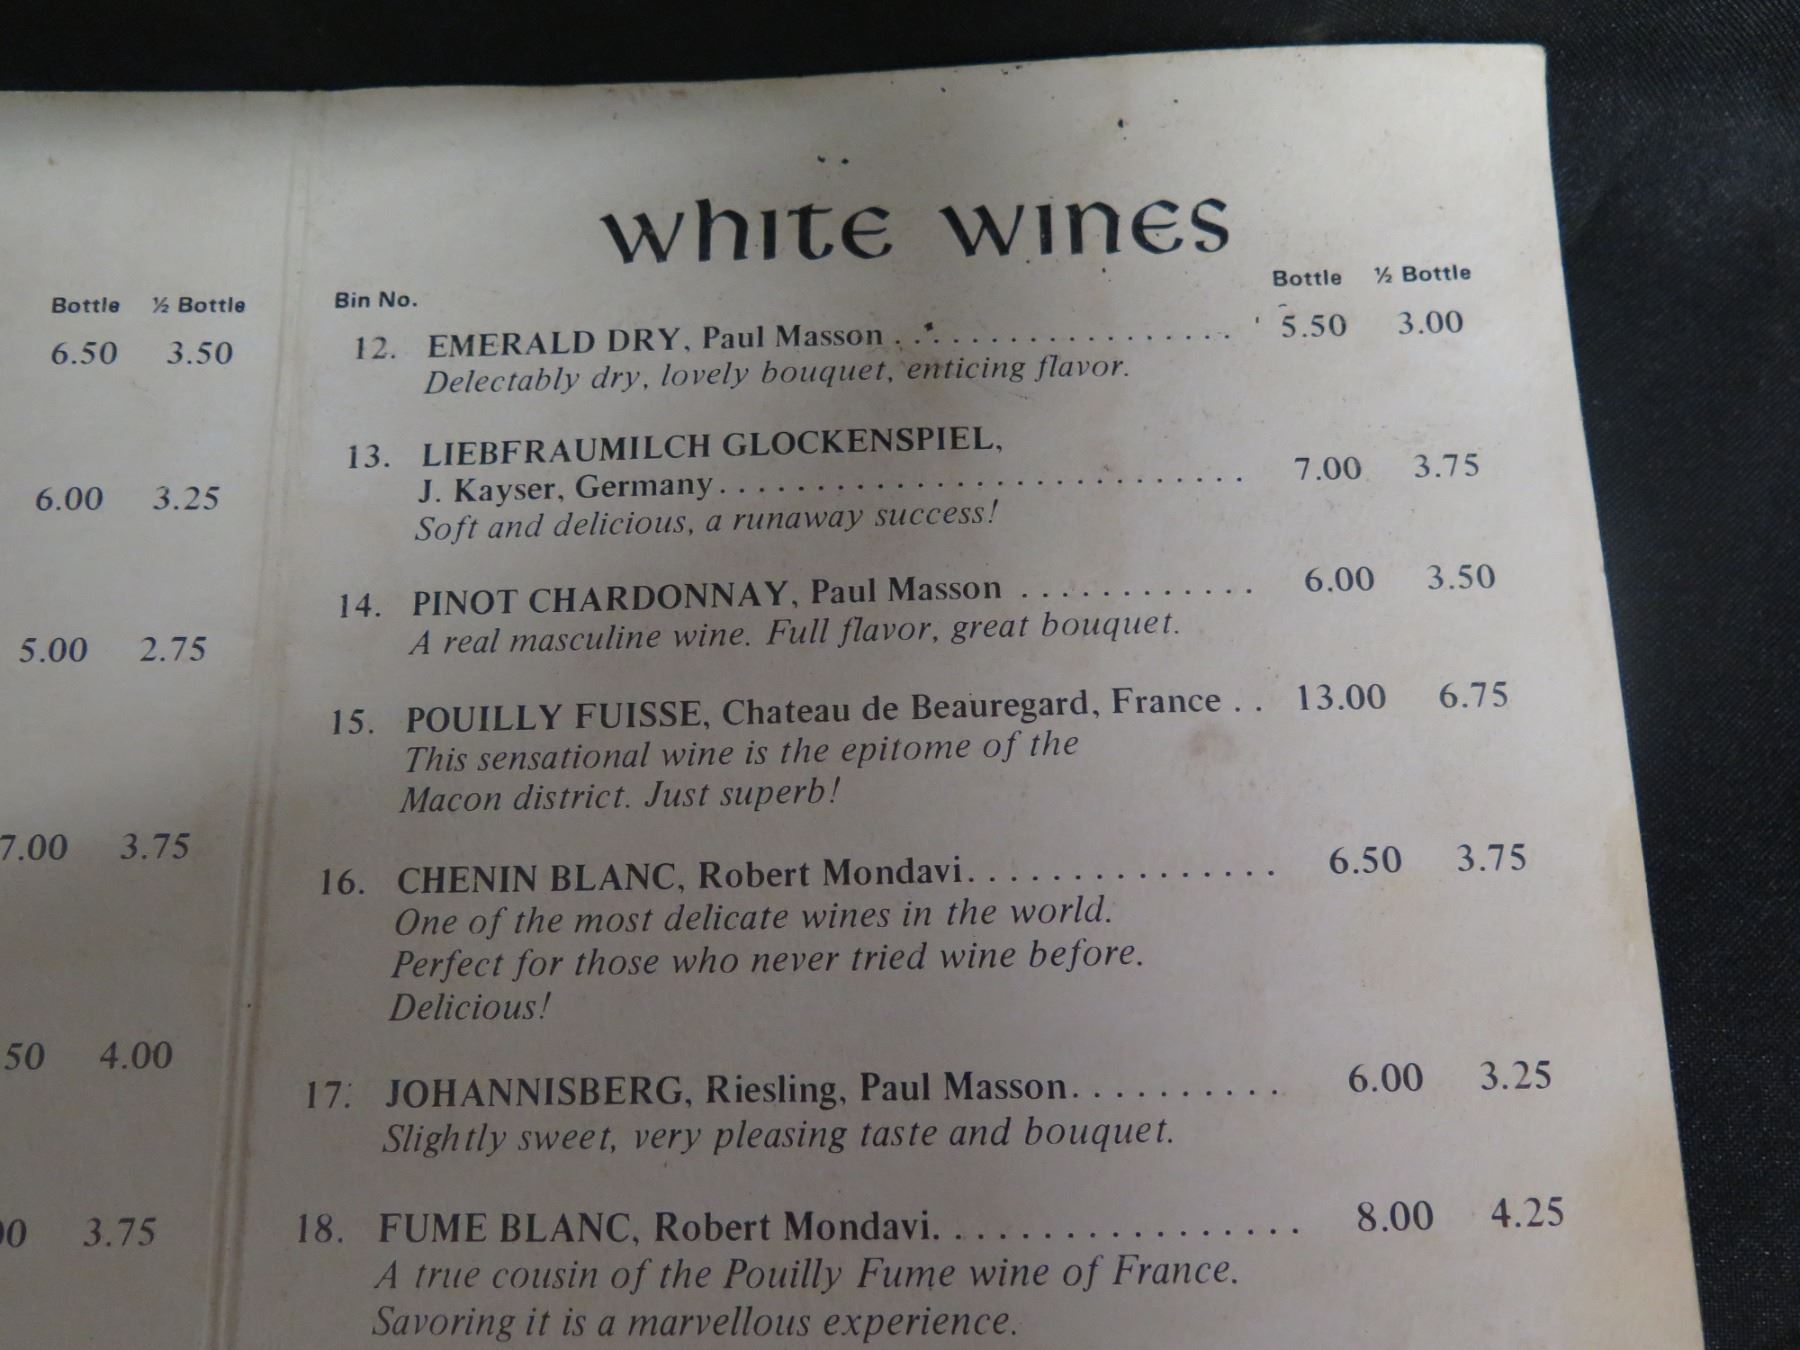 Bottle ½ Bottle
6.50 3.50
6.00 3.25
5.00 2.75
7.00 3.75
50 4.00
00 3.75
WHITE WINES
Bin No. Bottle ½ Bottle
12. EMERALD DRY, Paul Masson . . . . . . . . . . . . . . . . . 5.50 3.00
Delectably dry, lovely bouquet, enticing flavor.
13. LIEBFRAUMILCH GLOCKENSPIEL,
J. Kayser, Germany . . . . . . . . . . . . . . . . . . . . . . . . . . . 7.00 3.75
Soft and delicious, a runaway success!
14. PINOT CHARDONNAY, Paul Masson . . . . . . . . . . . . 6.00 3.50
A real masculine wine. Full flavor, great bouquet.
15. POUILLY FUISSE, Chateau de Beauregard, France . . 13.00 6.75
This sensational wine is the epitome of the
Macon district. Just superb!
16. CHENIN BLANC, Robert Mondavi. . . . . . . . . . . . . . . 6.50 3.75
One of the most delicate wines in the world.
Perfect for those who never tried wine before.
Delicious!
17. JOHANNISBERG, Riesling, Paul Masson. . . . . . . . . . 6.00 3.25
Slightly sweet, very pleasing taste and bouquet.
18. FUME BLANC, Robert Mondavi. . . . . . . . . . . . . . . . . 8.00 4.25
A true cousin of the Pouilly Fume wine of France.
Savoring it is a marvellous experience.